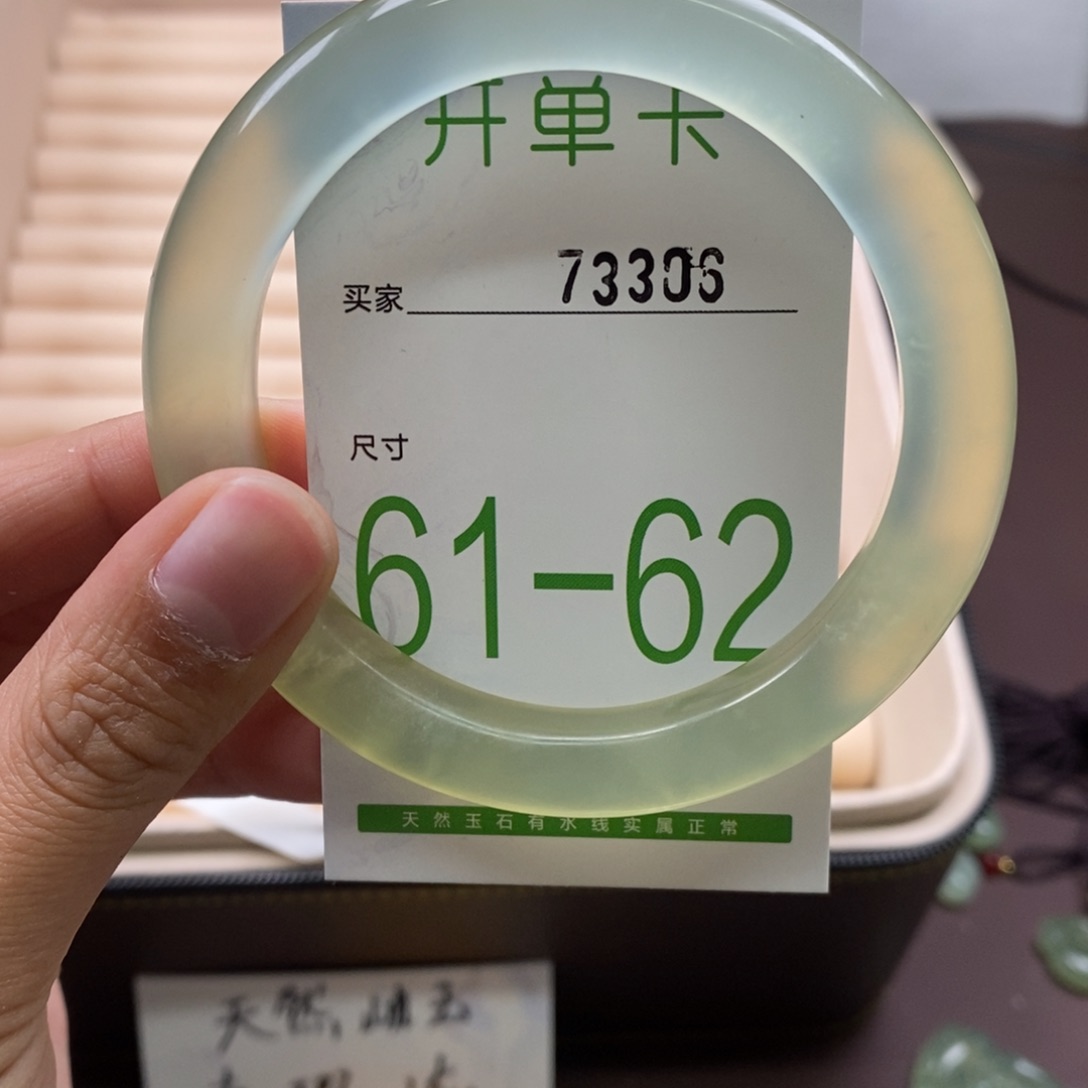 开单卡
买家 73306
尺寸
61-62
天然玉石有水线实属正常
天然